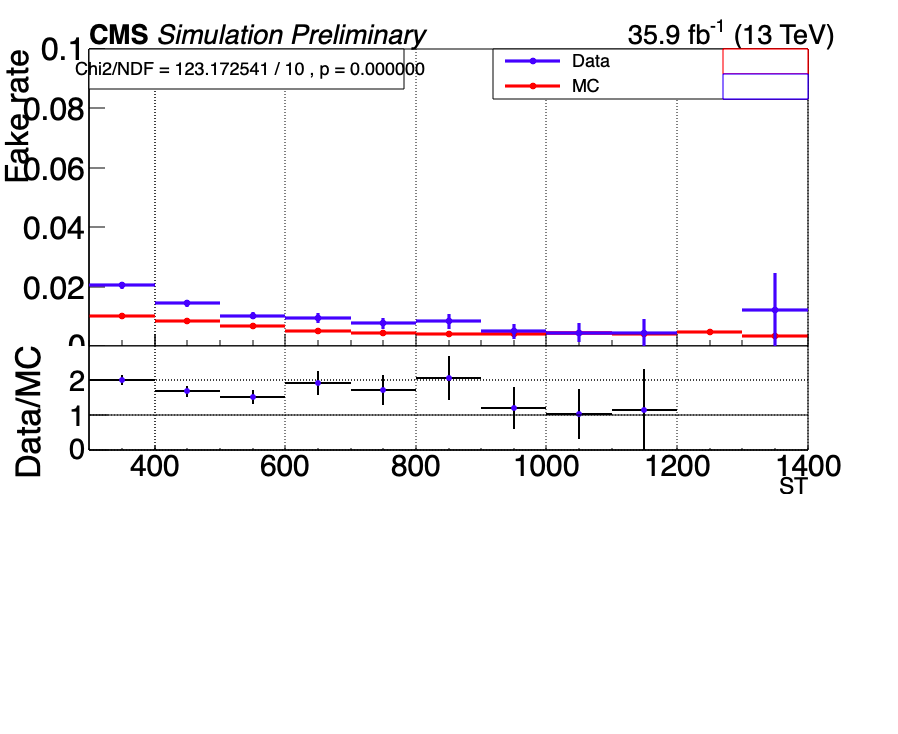 CMS Simulation Preliminary 35.9 fb-1 (13 TeV)
Chi2/NDF = 123.172541 / 10 , p = 0.000000
Data
MC
Fake rate
0.1
0.08
0.06
0.04
0.02
0
Data/MC
2
1
0
400 600 800 1000 1200 1400
ST